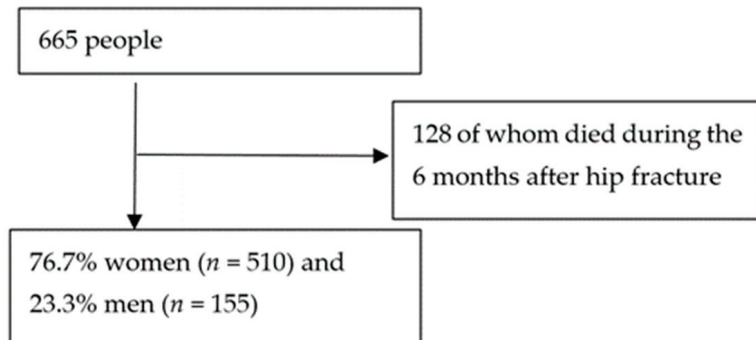 665 people
128 of whom died during the
6 months after hip fracture
76.7% women (n = 510) and
23.3% men (n = 155)